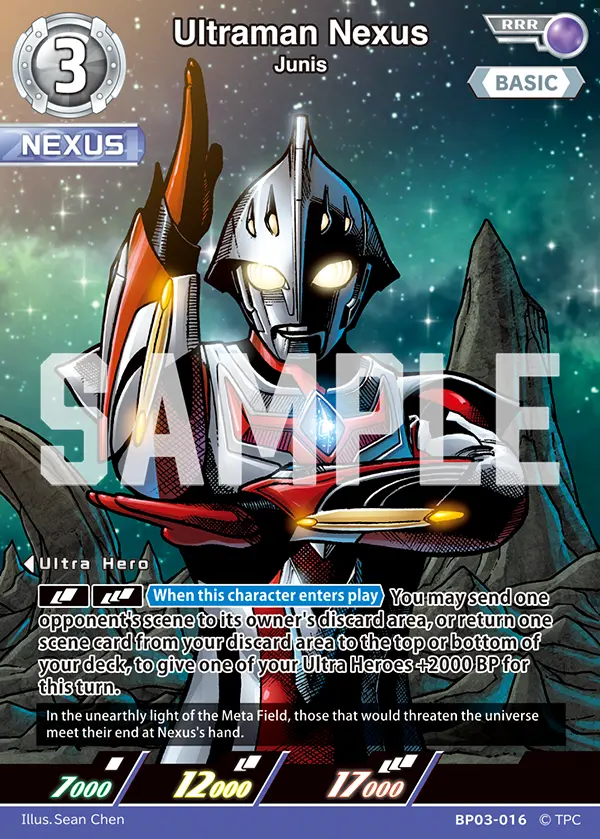 3
Ultraman Nexus
Junis
RRR
BASIC
NEXUS
SAMPLE
Ultra Hero
When this character enters play You may send one
opponent's scene to its owner's discard area, or return one
scene card from your discard area to the top or bottom of
your deck, to give one of your Ultra Heroes +2000 BP for
this turn.
In the unearthly light of the Meta Field, those that would threaten the universe
meet their end at Nexus's hand.
7000
12000
17000
Illus.Sean Chen
BP03-016 © TPC